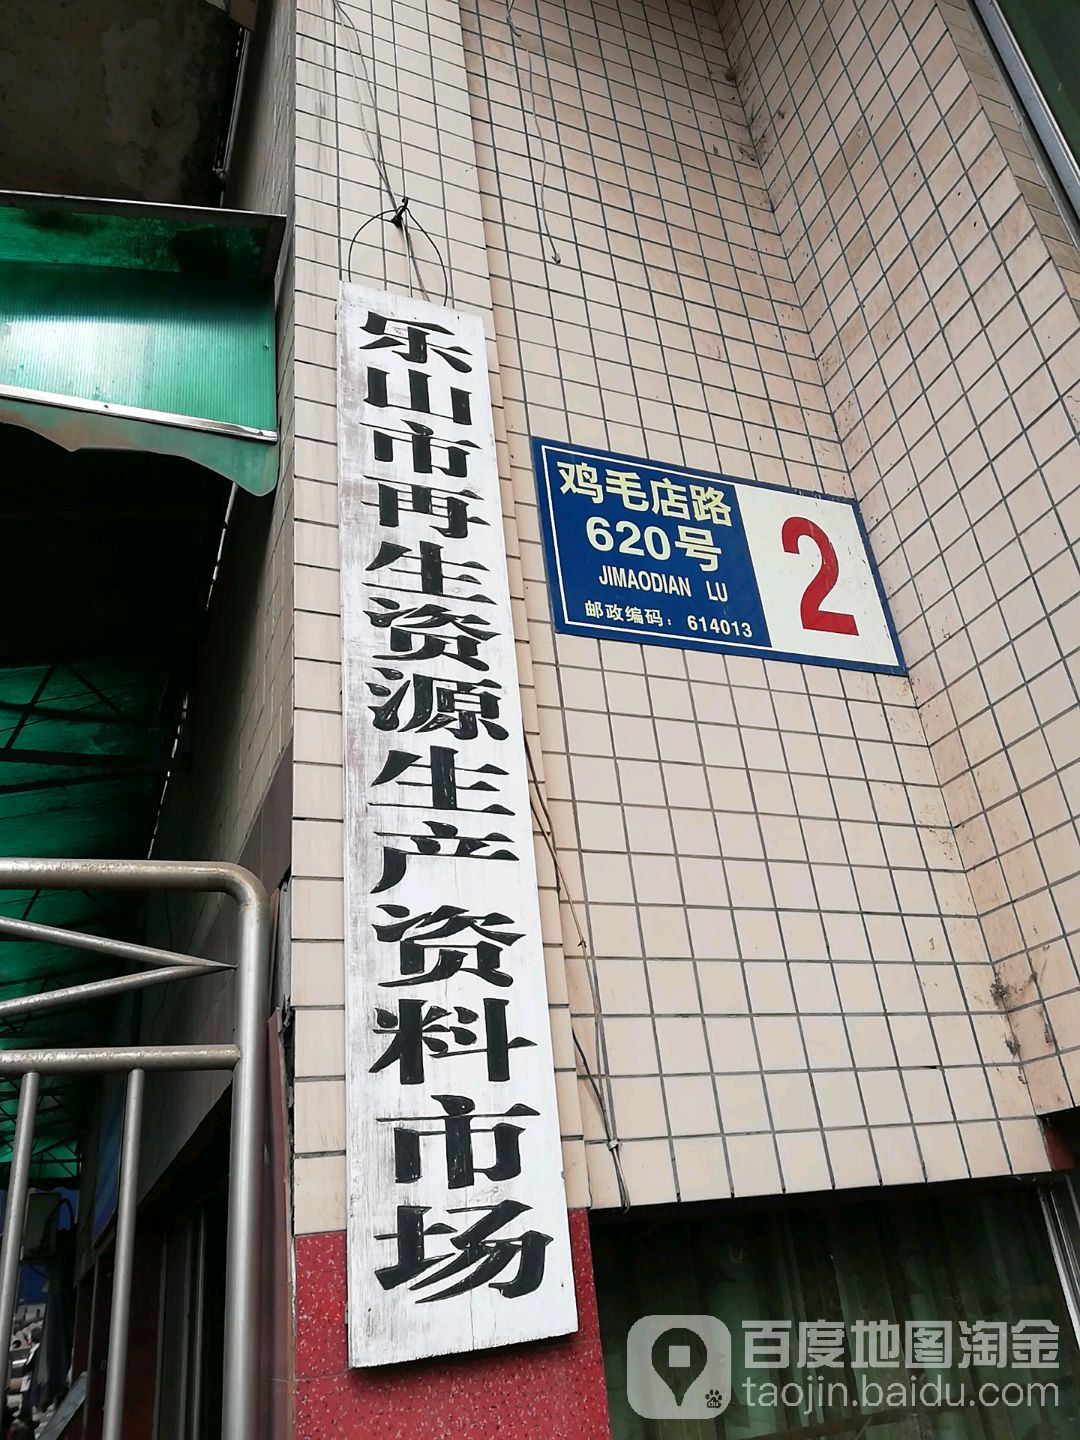 乐山市再生资源生产资料市场
鸡毛店路
620号
JIMAODIAN LU
邮政编码：614013
2
百度地图淘金
taojin.baidu.com